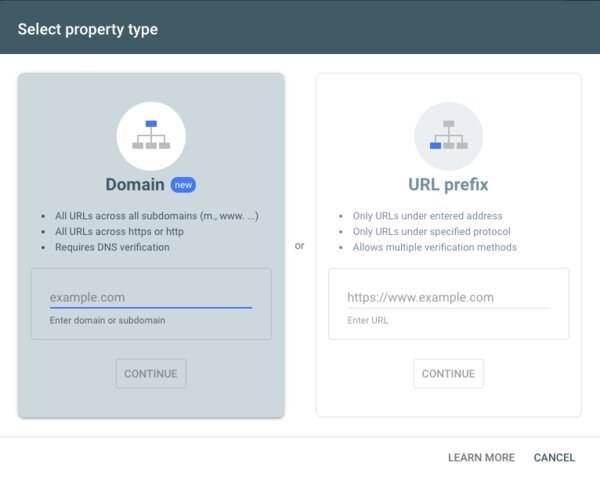 Select property type
Domain new
• All URLs across all subdomains (m., www. ...)
• All URLs across https or http
• Requires DNS verification
example.com
Enter domain or subdomain
CONTINUE
or
URL prefix
• Only URLs under entered address
• Only URLs under specified protocol
• Allows multiple verification methods
https://www.example.com
Enter URL
CONTINUE
LEARN MORE CANCEL